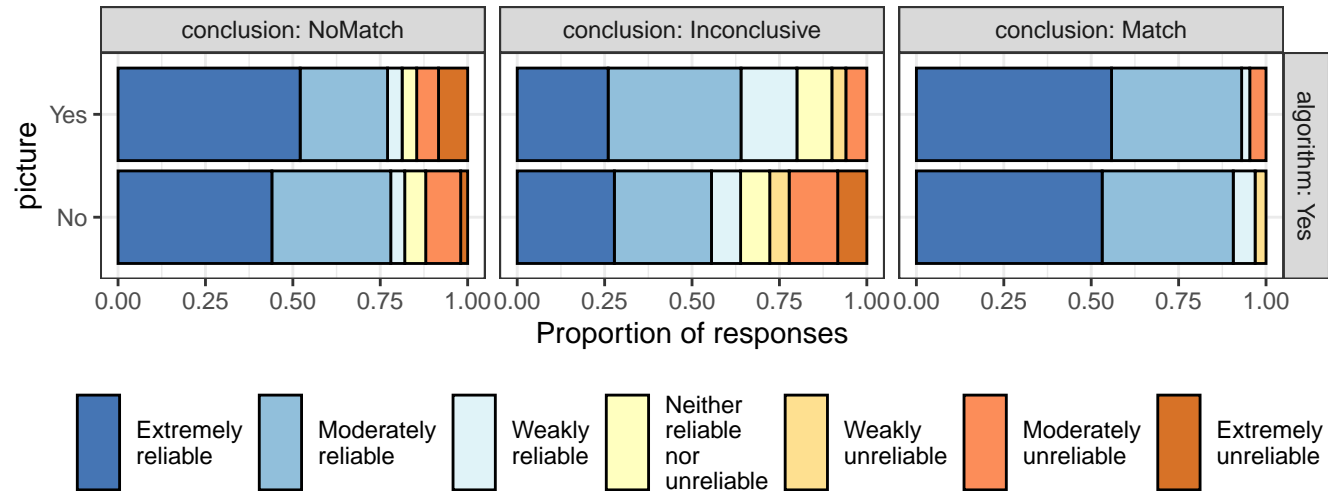 conclusion: NoMatch
conclusion: Inconclusive
conclusion: Match
picture
Yes
No
algorithm: Yes
0.00 0.25 0.50 0.75 1.00
0.00 0.25 0.50 0.75 1.00
0.00 0.25 0.50 0.75 1.00
Proportion of responses
Extremely
reliable
Moderately
reliable
Weakly
reliable
Neither
reliable
nor
unreliable
Weakly
unreliable
Moderately
unreliable
Extremely
unreliable